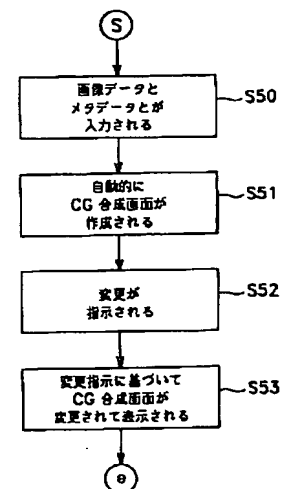 S
画像データと
メタデータとが
入力される
S50
自動的に
CG 合成画面が
作成される
S51
変更が
指示される
S52
変更指示に基づいて
CG 合成画面が
変更されて表示される
S53
e